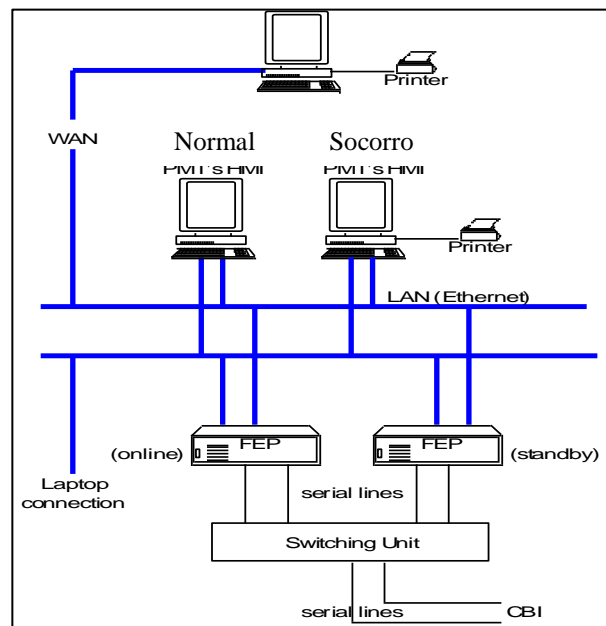 Printer
WAN
Normal
Socorro
PMT's HMI
PMT's HMI
Printer
LAN (Ethernet)
(online)
FEP
FEP
(standby)
Laptop
connection
serial lines
Switching Unit
serial lines
CBI